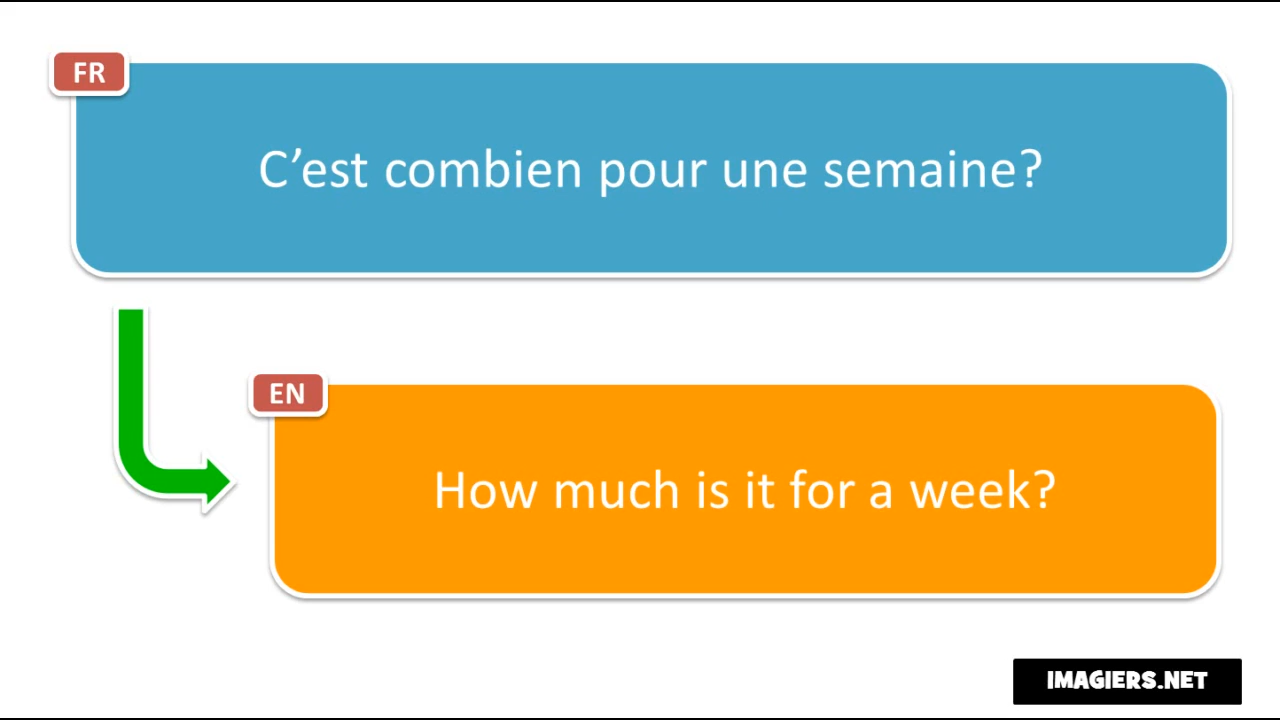 FR
C’est combien pour une semaine?
EN
How much is it for a week?
IMAGIERS.NET